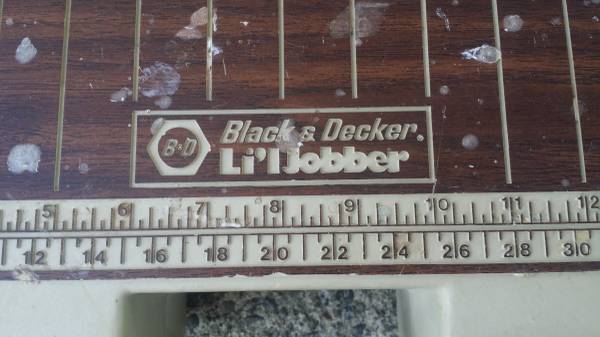 B&D
Black & Decker
Li'l Jobber
5 6 7 8 9 10 11 12
12 14 16 18 20 22 24 26 28 30